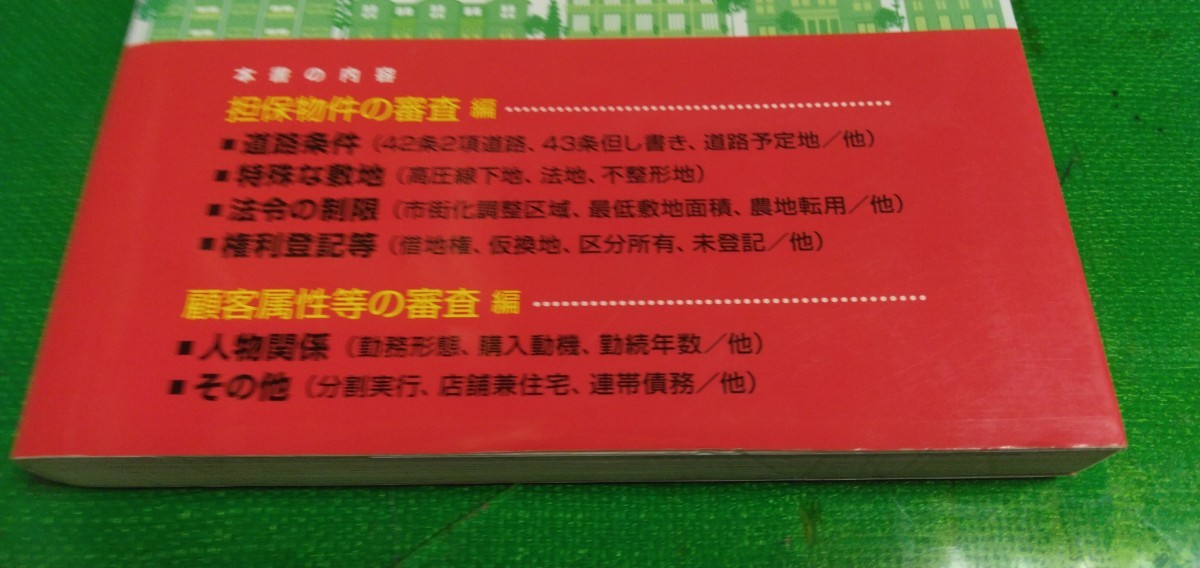 本書の内容
担保物件の審査 編
■道路条件（42条2項道路、43条但し書き、道路予定地／他）
■特殊な敷地（高圧線下地、法地、不整形地）
■法令の制限（市街化調整区域、最低敷地面積、農地転用／他）
■権利登記等（借地権、仮換地、区分所有、未登記／他）
顧客属性等の審査 編
■人物関係（勤務形態、購入動機、勤続年数／他）
■その他（分割実行、店舗兼住宅、連帯債務／他）